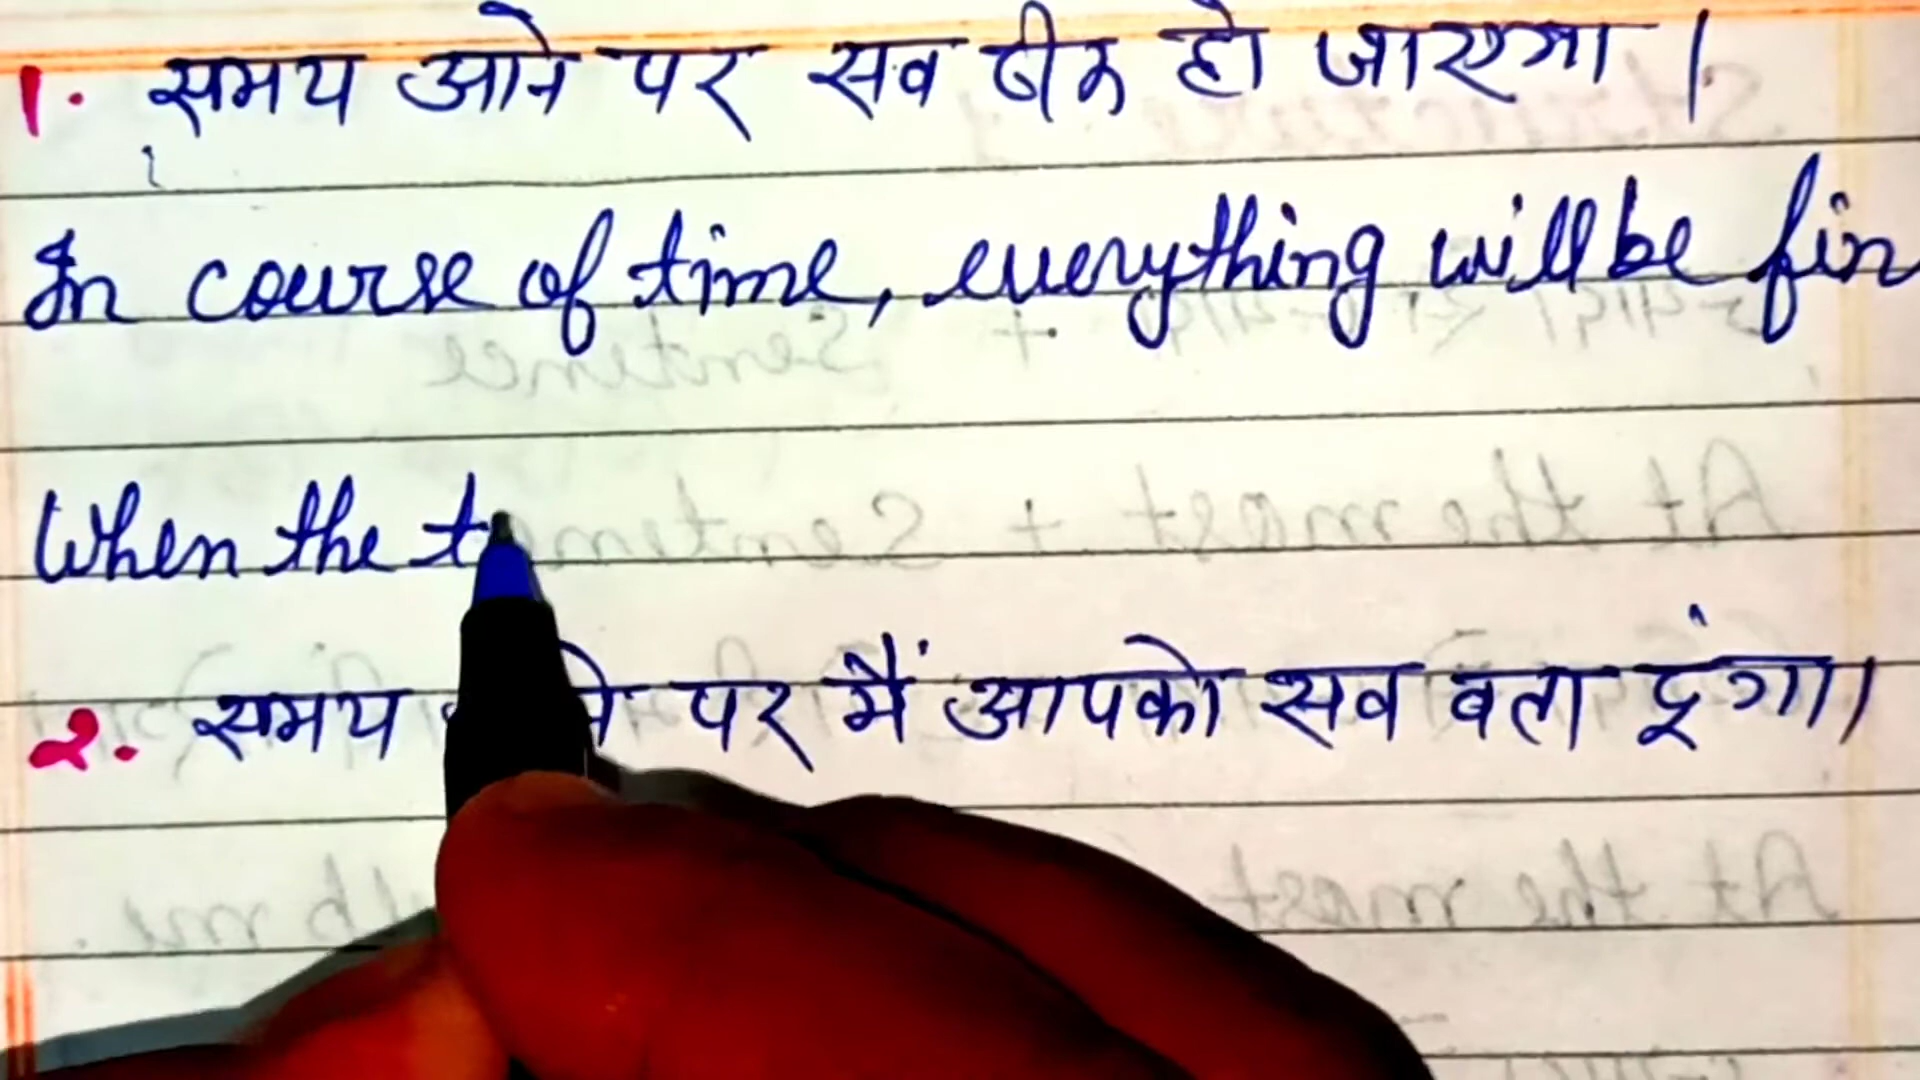 1. समय आने पर सब ठीक हो जाएगा ।
In course of time, everything will be fin
When the t
2. समय पर मैं आपको सब बता दूंगा।